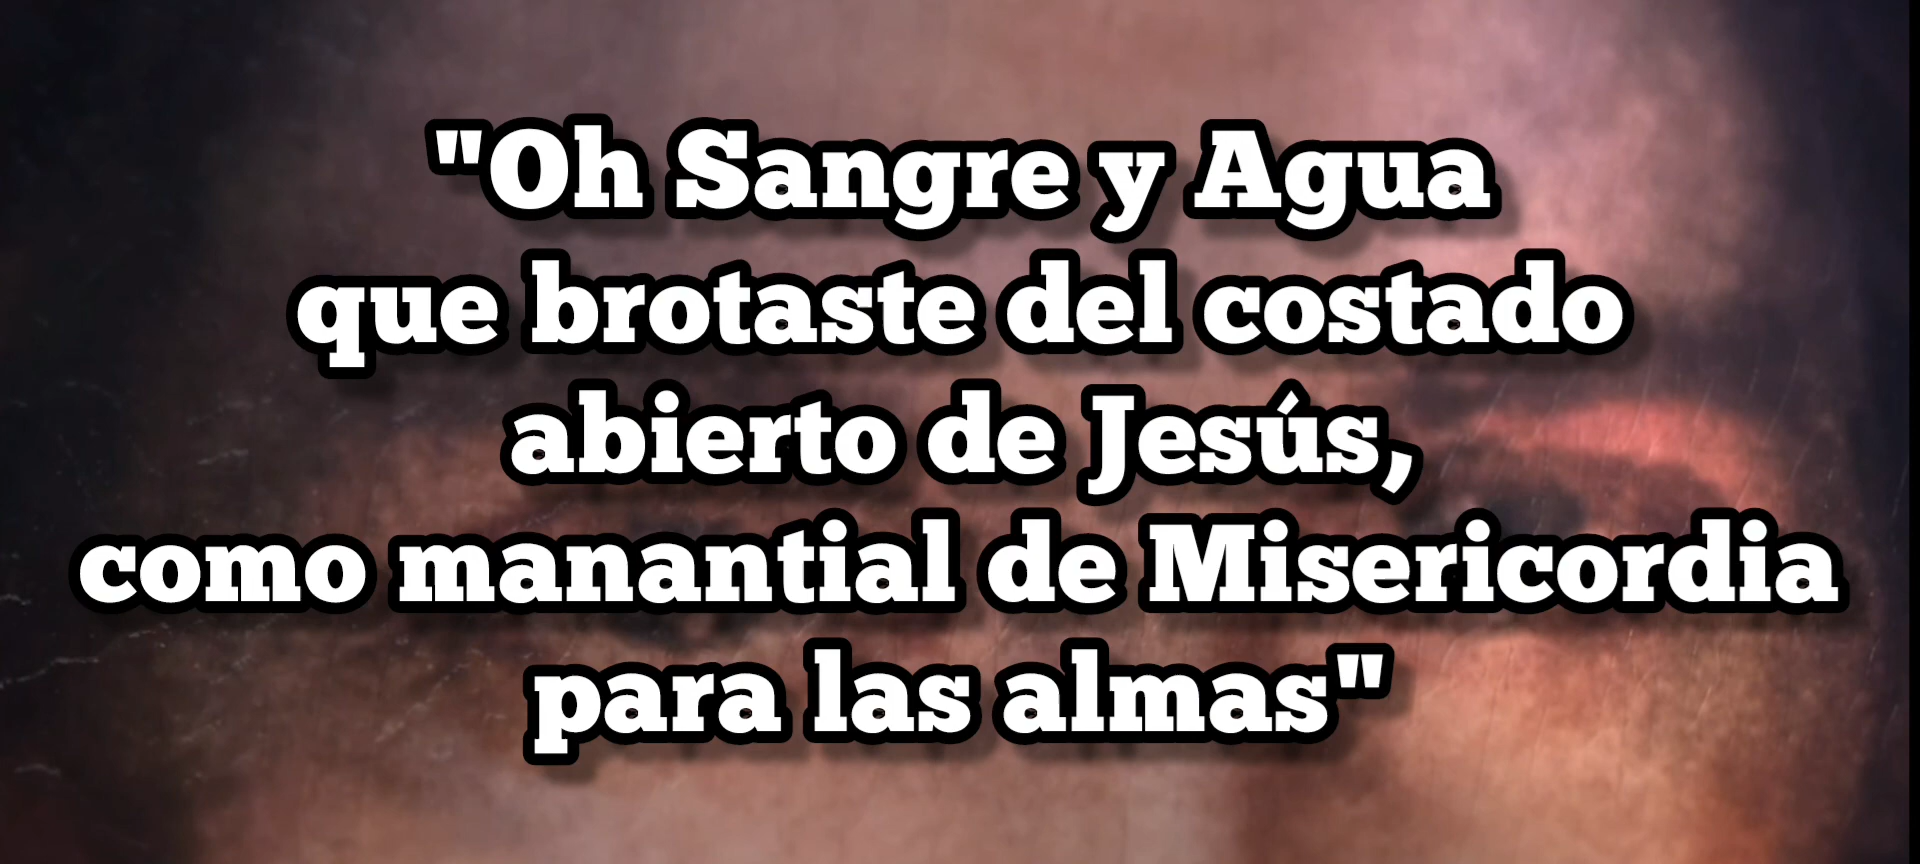 "Oh Sangre y Agua
que brotaste del costado
abierto de Jesús,
como manantial de Misericordia
para las almas"